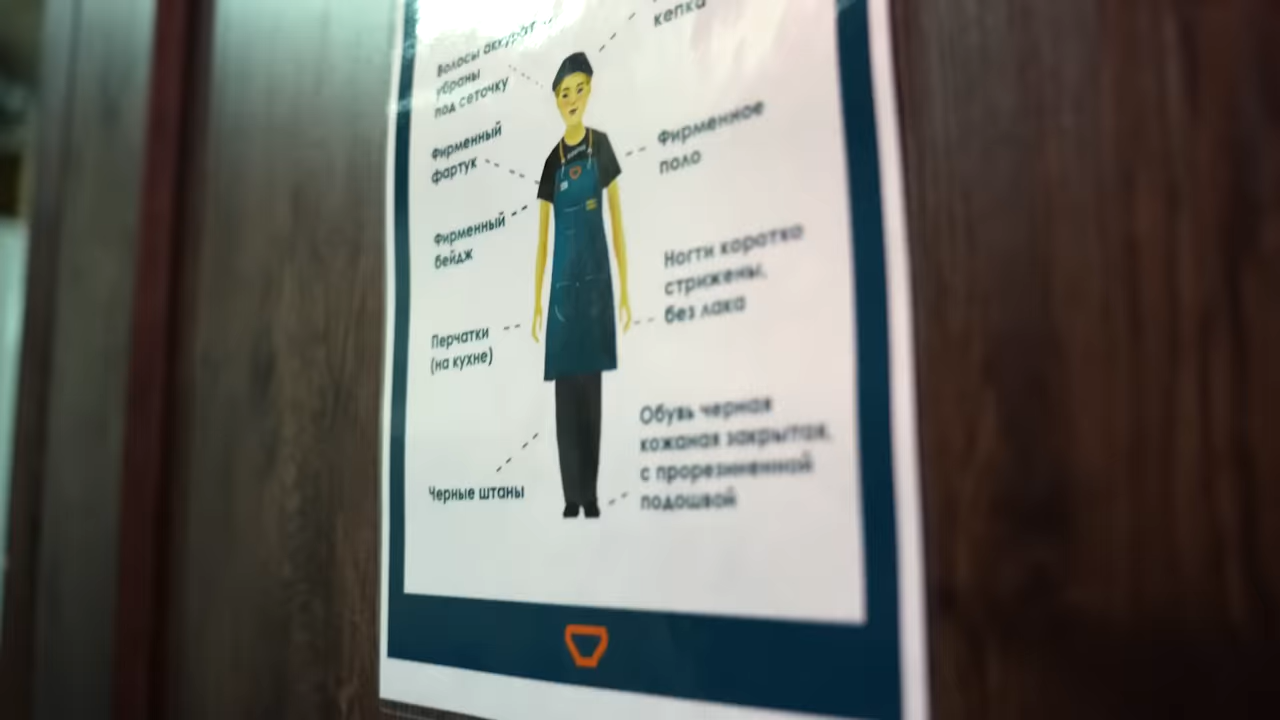 кепка
Волосы аккурат
убраны
под сеточку
Фирменный
фартук
Фирменное
поло
Фирменный
бейдж
Ногти коротко
стрижены,
без лака
Перчатки
(на кухне)
Обувь черная
кожаная закрытая,
с прорезиненной
подошвой
Черные штаны